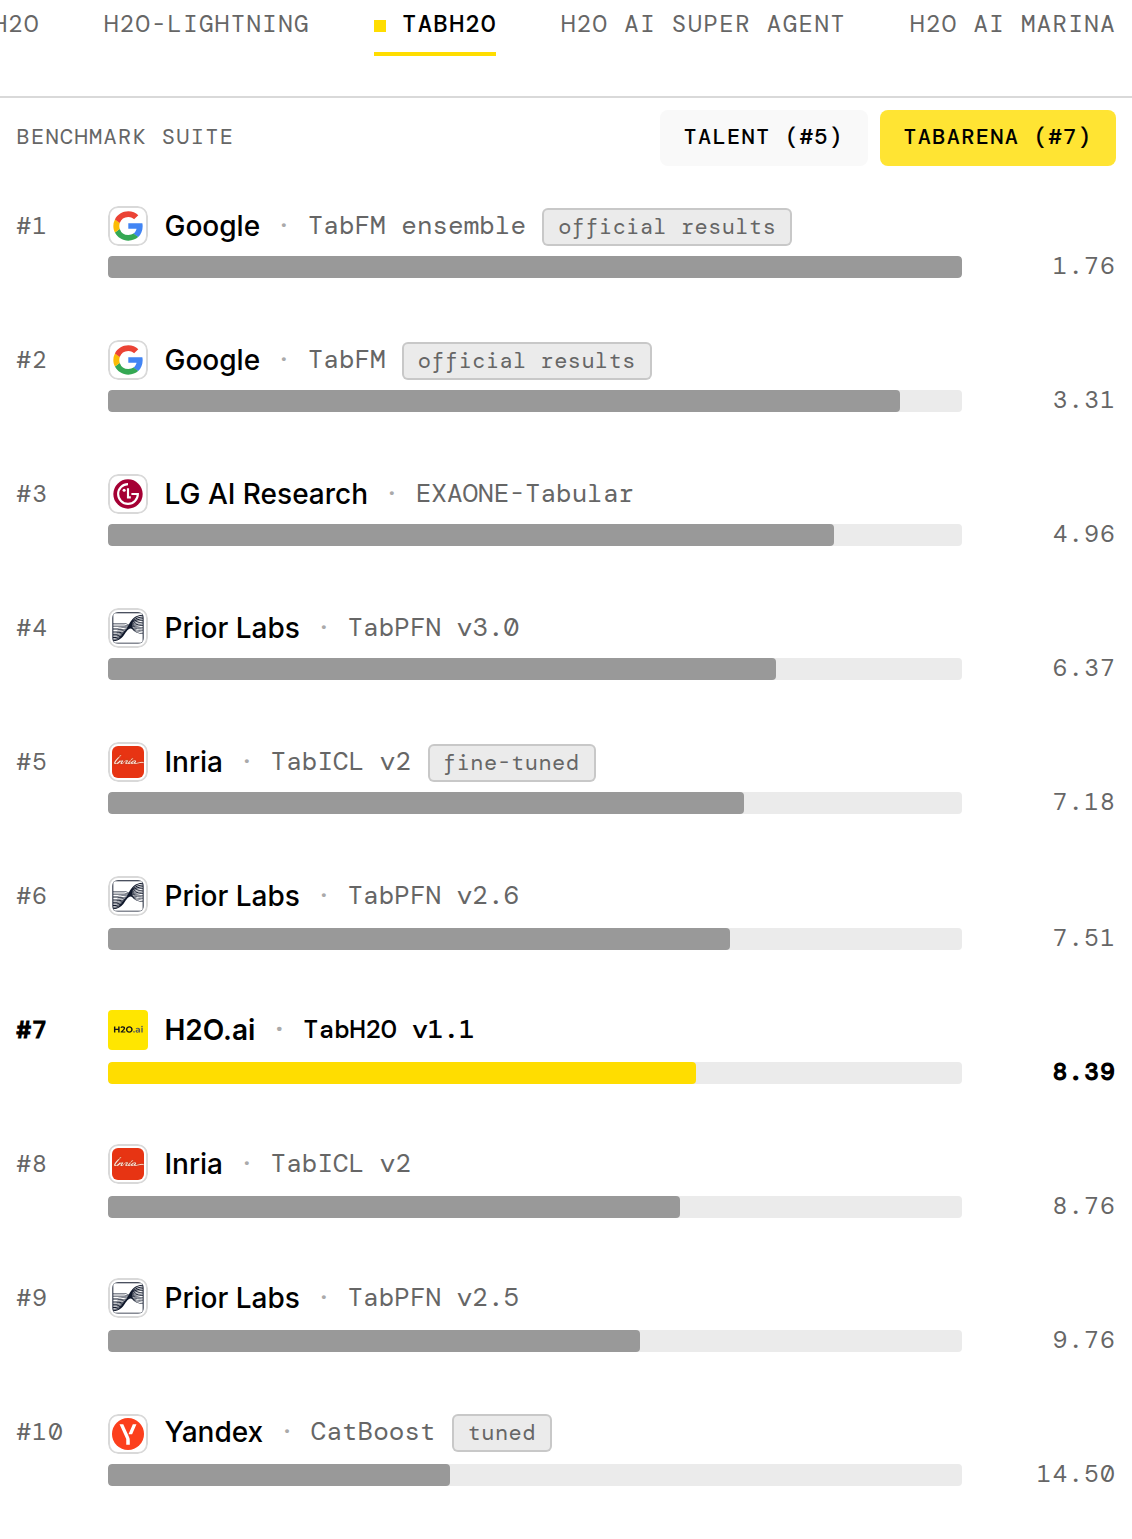 H2O H2O-LIGHTNING TABH2O H2O AI SUPER AGENT H2O AI MARINA
BENCHMARK SUITE TALENT (#5) TABARENA (#7)
#1 Google · TabFM ensemble official results
1.76
#2 Google · TabFM official results
3.31
#3 LG AI Research · EXAONE-Tabular
4.96
#4 Prior Labs · TabPFN v3.0
6.37
#5 Inria Inria · TabICL v2 fine-tuned
7.18
#6 Prior Labs · TabPFN v2.6
7.51
#7 H2O.ai H2O.ai · TabH2O v1.1
8.39
#8 Inria Inria · TabICL v2
8.76
#9 Prior Labs · TabPFN v2.5
9.76
#10 Yandex · CatBoost tuned
14.50